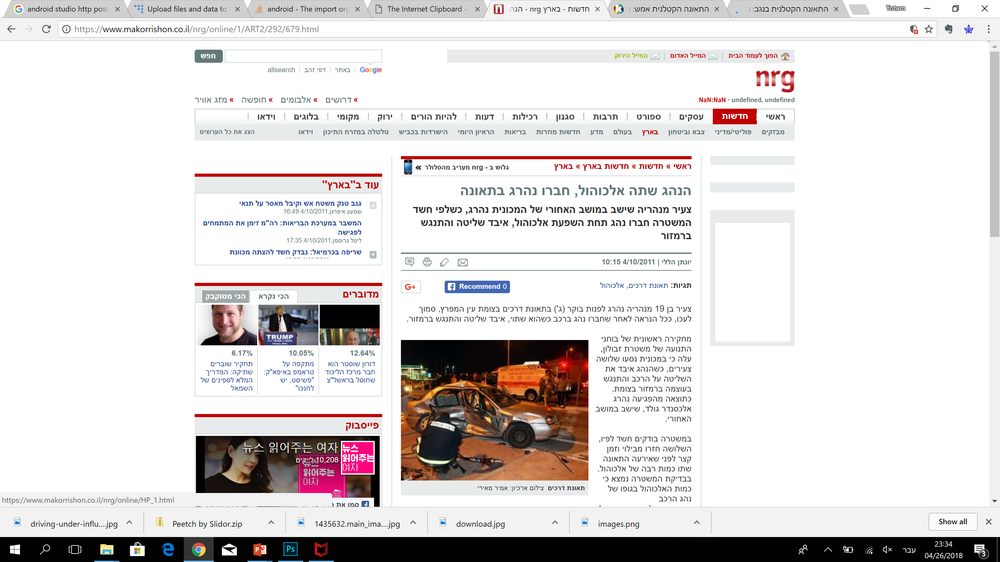 android studio http post
Upload files and data to
android - The import org
The Internet Clipboard -
חדשות - בארץ nrg - הנהג
התאונה הקטלנית אמש: ב
התאונה הקטלנית בנגב: ב
Yotam
https://www.makorrishon.co.il/nrg/online/1/ART2/292/679.html
הפוך לעמוד הבית | המייל האדום | המייל הירוק
חפש
Google | באתר | דפי זהב | allsearch
nrg
NaN:NaN · undefined, undefined
» דרושים » אלבומים » חופשה » מזג אוויר
ראשי חדשות עסקים | ספורט | תרבות | סגנון | רכילות | דעות | להיות הורים | ירוק | מקומי | בלוגים | וידאו |
מבזקים פוליטי/מדיני צבא וביטחון בארץ בעולם מדע חדשות מוזרות בריאות הראיון היומי הישרדות בכביש טלטלה במזרח התיכון וידאו הצג את כל הערוצים
ראשי » חדשות » חדשות בארץ » בארץ
גלוש ב - nrg מעריב מהסלולר »
הנהג שתה אלכוהול, חברו נהרג בתאונה
צעיר מנהריה שישב במושב האחורי של המכונית נהרג, כשלפי חשד
המשטרה חברו נהג תחת השפעת אלכוהול, איבד שליטה והתנגש
ברמזור
יונתן הללי | 4/10/2011 10:15
תגיות: תאונת דרכים, אלכוהול
Recommend 0
G+
צעיר בן 19 מנהריה נהרג לפנות בוקר (ג') בתאונת דרכים בצומת עין המפרץ, סמוך
לעכו, ככל הנראה לאחר שחברו נהג ברכב כשהוא שתוי, איבד שליטה והתנגש ברמזור.
מחקירה ראשונית של בוחני
התנועה של משטרת זבולון,
עלה כי במכונית נסעו שלושה
צעירים, כשהנהג איבד את
השליטה על הרכב והתנגש
בעוצמה ברמזור בצומת.
כתוצאה מהפגיעה נהרג
אלכסנדר גולד, שישב במושב
האחורי.
במשטרה בודקים חשד לפיו,
השלושה חזרו מבילוי וזמן
קצר לפני שאירעה התאונה
שתו כמות רבה של אלכוהול.
בבדיקת המשטרה נמצא כי
כמות האלכוהול בגופו של
נהג הרכב
כיבוי והצלה
תאונת דרכים צילום ארכיון: אמיר מאירי
עוד ב"בארץ"
גנב טנק משטח אש וקיבל מאסר על תנאי
שמעון איפרגן, 4/10/2011 16:49
המשבר במערכת הבריאות: רה"מ זימן את המתמחים
לפגישה
ליטל גרוסמן, 4/10/2011 17:35
שריפה בכרמיאל: נבדק חשד להצתה מכוונת
מדוברים
הכי נקרא
הכי מטוקבק
TRUMP
12.64%
דורון שוסטר הוא
חבר מרכז הליכוד
שחוסל בראשל"צ
10.05%
מתקפה על
טראמפ באיפא"ק:
"פשיסט, יש
לחנכו"
6.17%
תחקיר שוברים
שתיקה: המדריך
המלא לספינים של
השמאל
פייסבוק
뉴스 읽어주는 여자
10,208 לייקים
뉴스
읽어주는
여자
뉴스
읽어주는
여자
NEWS
סמו את ה
https://www.makorrishon.co.il/nrg/online/HP_1.html
driving-under-influ....jpg
Peetch by Slidor.zip
1435632.main_ima....jpg
download.jpg
images.png
Show all
Ps
עבר
23:34
04/26/2018
3